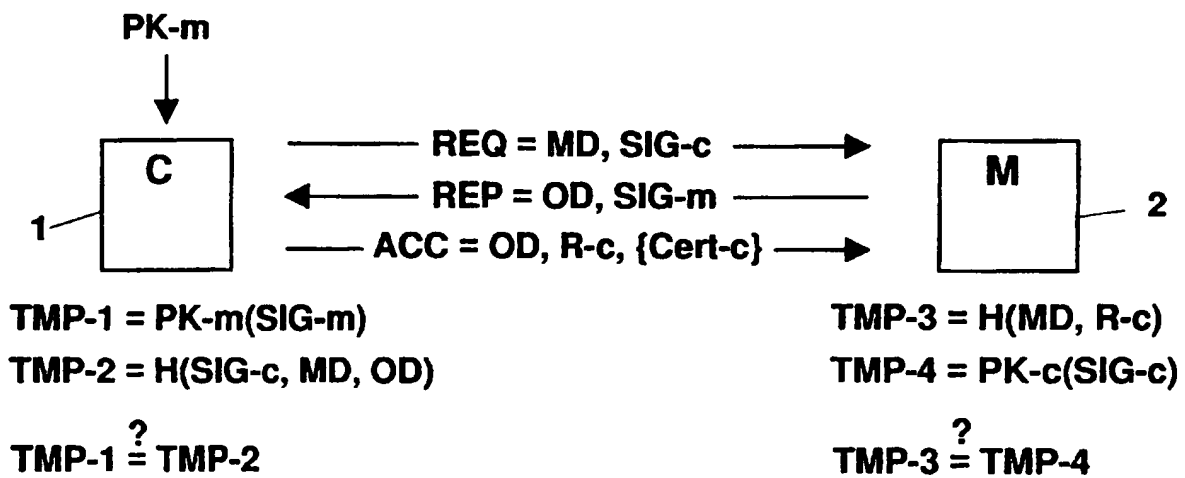 PK-m
C
REQ = MD, SIG-c
M
REP = OD, SIG-m
1
2
ACC = OD, R-c, {Cert-c}
TMP-1 = PK-m(SIG-m)
TMP-2 = H(SIG-c, MD, OD)
TMP-1 ?= TMP-2
TMP-3 = H(MD, R-c)
TMP-4 = PK-c(SIG-c)
TMP-3 ?= TMP-4